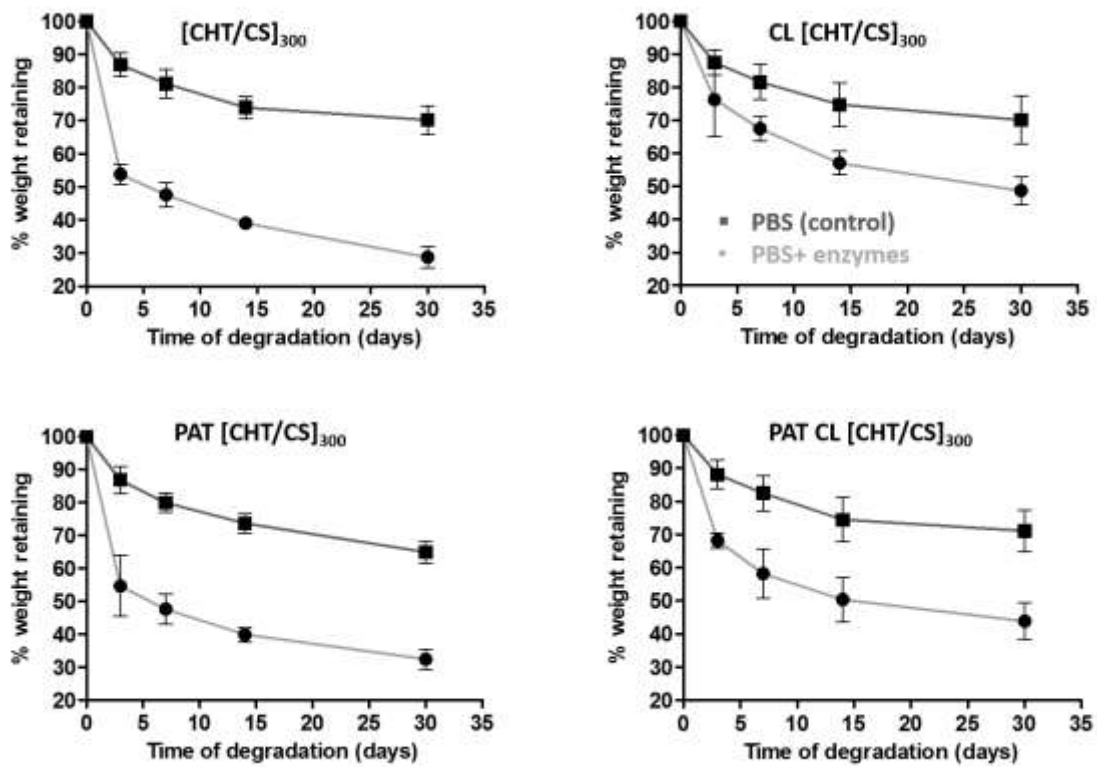 [CHT/CS]300
100
90
80
70
60
50
40
30
20
% weight retaining
0 5 10 15 20 25 30 35
Time of degradation (days)
CL [CHT/CS]300
100
90
80
70
60
50
40
30
20
% weight retaining
PBS (control)
PBS+ enzymes
0 5 10 15 20 25 30 35
Time of degradation (days)
PAT [CHT/CS]300
100
90
80
70
60
50
40
30
20
% weight retaining
0 5 10 15 20 25 30 35
Time of degradation (days)
PAT CL [CHT/CS]300
100
90
80
70
60
50
40
30
20
% weight retaining
0 5 10 15 20 25 30 35
Time of degradation (days)